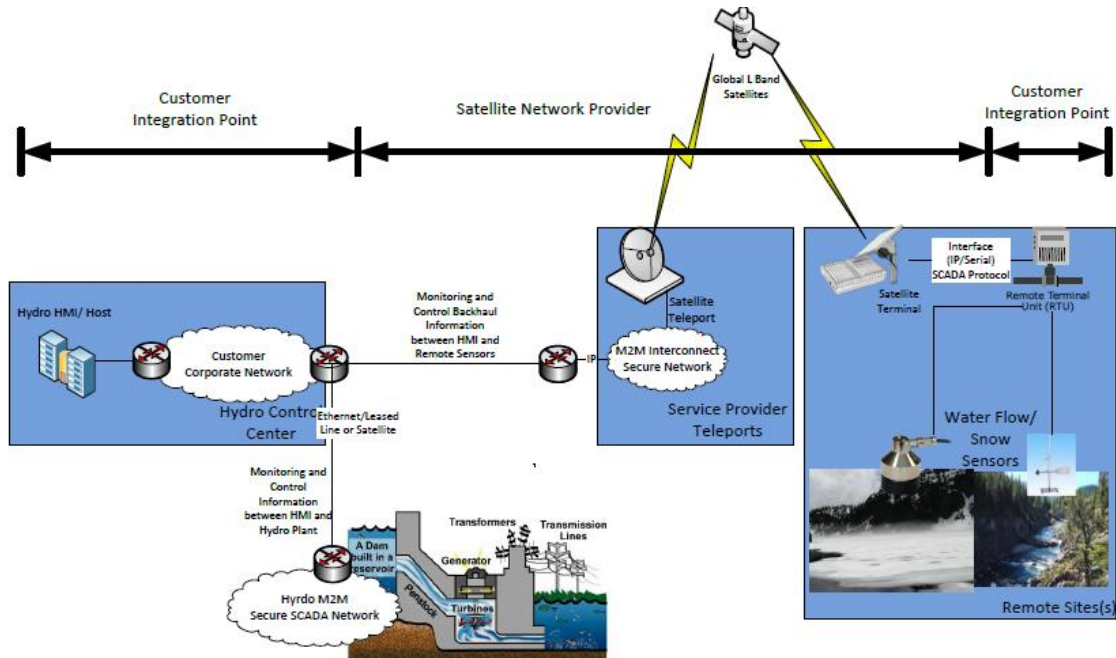 Global L Band
Satellites
Customer
Integration Point
Satellite Network Provider
Customer
Integration Point
Hydro HMI/ Host
Customer
Corporate Network
Hydro Control
Center
Ethernet/Leased
Line or Satellite
Monitoring and
Control Backhaul
Information
between HMI and
Remote Sensors
IP
Satellite
Teleport
M2M Interconnect
Secure Network
Service Provider
Teleports
Satellite
Terminal
Interface
(IP/Serial)
SCADA Protocol
Remote Terminal
Unit (RTU)
Water Flow/
Snow
Sensors
Remote Sites(s)
Monitoring and
Control
Information
between HMI and
Hydro Plant
Hyrdo M2M
Secure SCADA Network
A Dam
built in a
reservoir
Penstock
Generator
Turbines
Transformers
Transmission
Lines